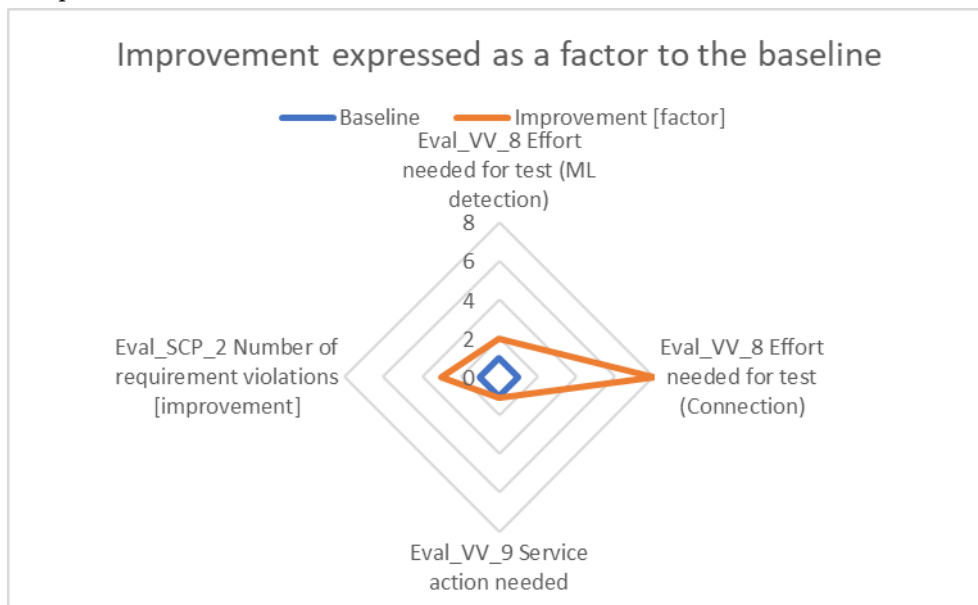 Improvement expressed as a factor to the baseline
Baseline
Improvement [factor]
Eval_VV_8 Effort
needed for test (ML
detection)
8
6
4
2
0
Eval_VV_8 Effort
needed for test
(Connection)
Eval_VV_9 Service
action needed
Eval_SCP_2 Number of
requirement violations
[improvement]